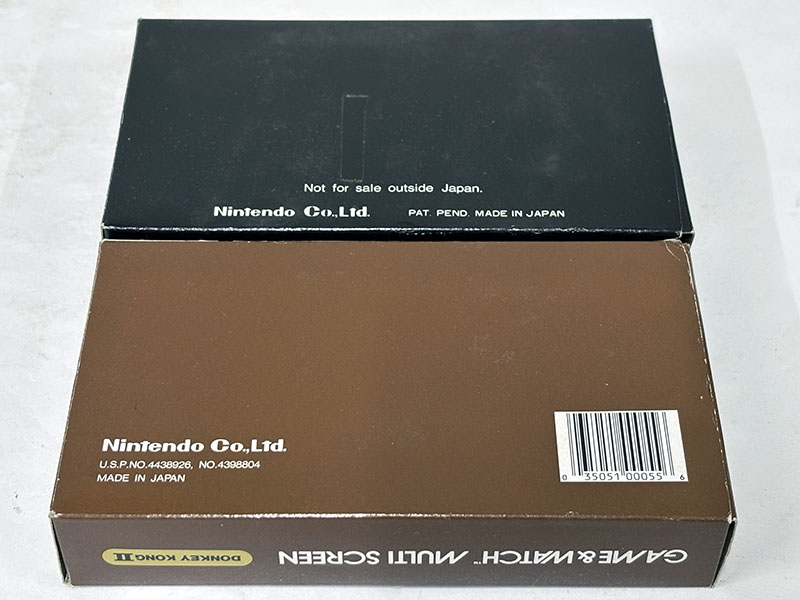 Not for sale outside Japan.
Nintendo Co.,Ltd. PAT. PEND. MADE IN JAPAN
Nintendo Co.,Ltd.
U.S.P.NO.4438926, NO.4398804
MADE IN JAPAN
0 35051 00055 6
GAME&WATCH™ MULTI SCREEN DONKEY KONG II